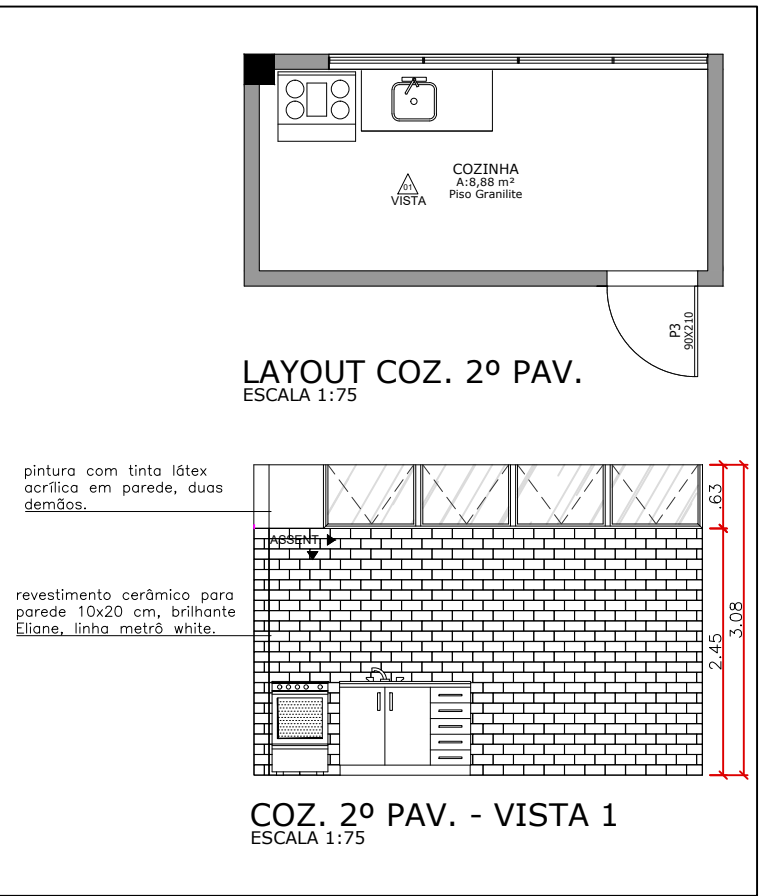 COZINHA
A:8,88 m²
Piso Granilite
01
VISTA
P3
90X210
LAYOUT COZ. 2º PAV.
ESCALA 1:75
pintura com tinta látex
acrílica em parede, duas
demãos.
.63
ASSENT
revestimento cerâmico para
parede 10x20 cm, brilhante
Eliane, linha metrô white.
2.45
3.08
COZ. 2º PAV. - VISTA 1
ESCALA 1:75